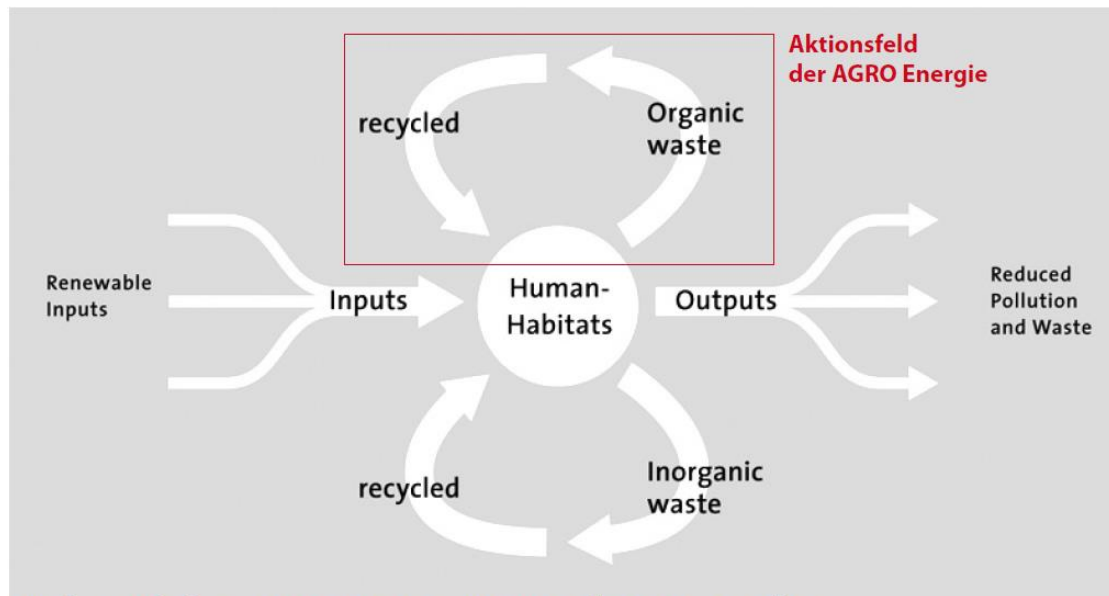 Aktionsfeld
der AGRO Energie
recycled
Organic
waste
Renewable
Inputs
Inputs
Human-
Habitats
Outputs
Reduced
Pollution
and Waste
recycled
Inorganic
waste